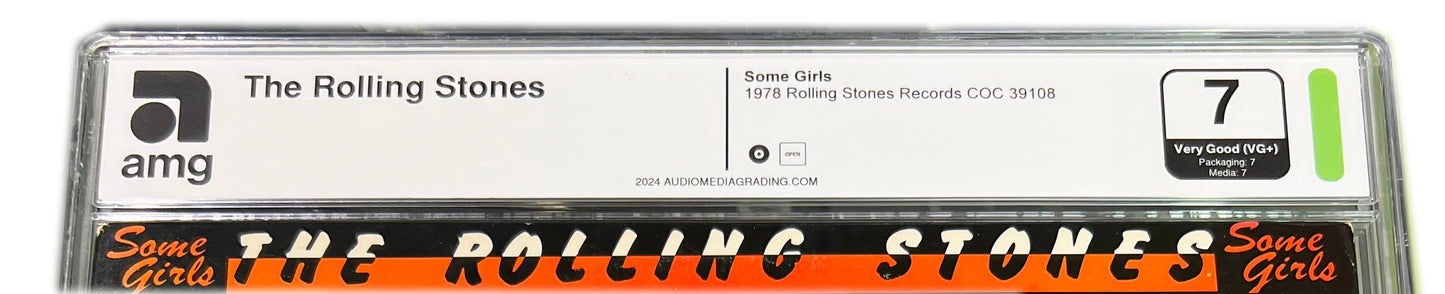 amg
The Rolling Stones
Some Girls
1978 Rolling Stones Records COC 39108
OPEN
2024 AUDIOMEDIAGRADING.COM
7
Very Good (VG+)
Packaging: 7
Media: 7
Some Girls
THE ROLLING STONES
Some Girls